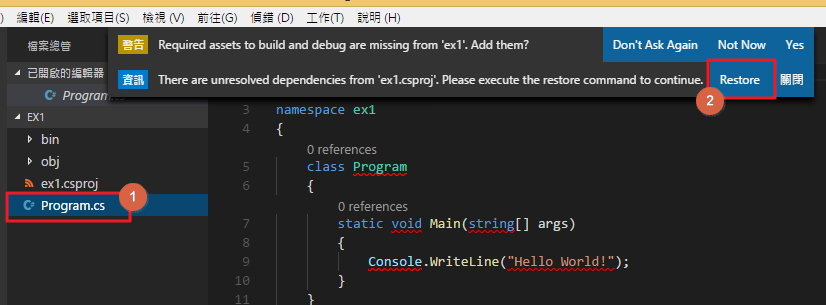 ) 編輯(E) 選取項目(S) 檢視 (V) 前往(G) 偵錯 (D) 工作(T) 說明 (H)
檔案總管
警告 Required assets to build and debug are missing from 'ex1'. Add them? Don't Ask Again Not Now Yes
已開啟的編輯器
資訊 There are unresolved dependencies from 'ex1.csproj'. Please execute the restore command to continue. Restore 關閉
2
C# Program.cs
EX1
bin
obj
ex1.csproj
C# Program.cs
1
3 namespace ex1
4 {
0 references
5 class Program
6 {
0 references
7 static void Main(string[] args)
8 {
9 Console.WriteLine("Hello World!");
10 }
11 }